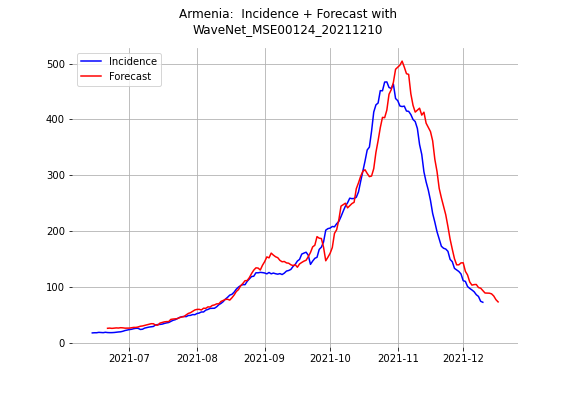 Armenia:  Incidence + Forecast with
WaveNet_MSE00124_20211210
Incidence
Forecast
500
400
300
200
100
0
2021-07 2021-08 2021-09 2021-10 2021-11 2021-12